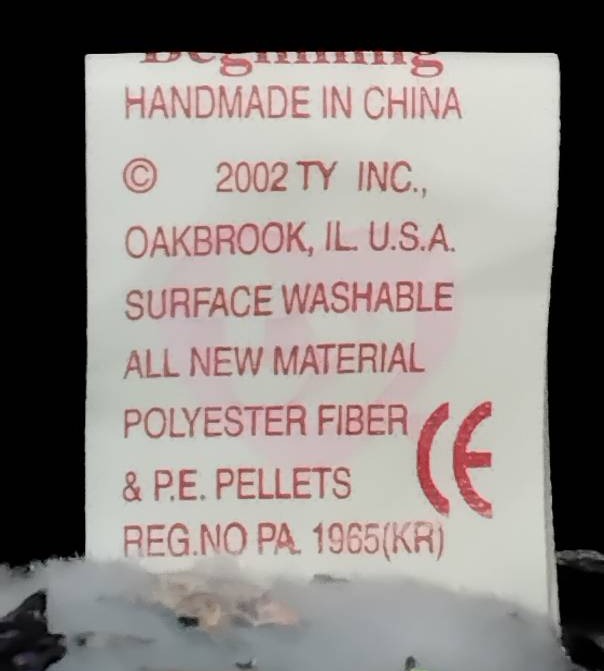 Beginning
HANDMADE IN CHINA
© 2002 TY INC.,
OAKBROOK, IL. U.S.A.
SURFACE WASHABLE
ALL NEW MATERIAL
POLYESTER FIBER
& P.E. PELLETS
CE
REG.NO PA. 1965(KR)